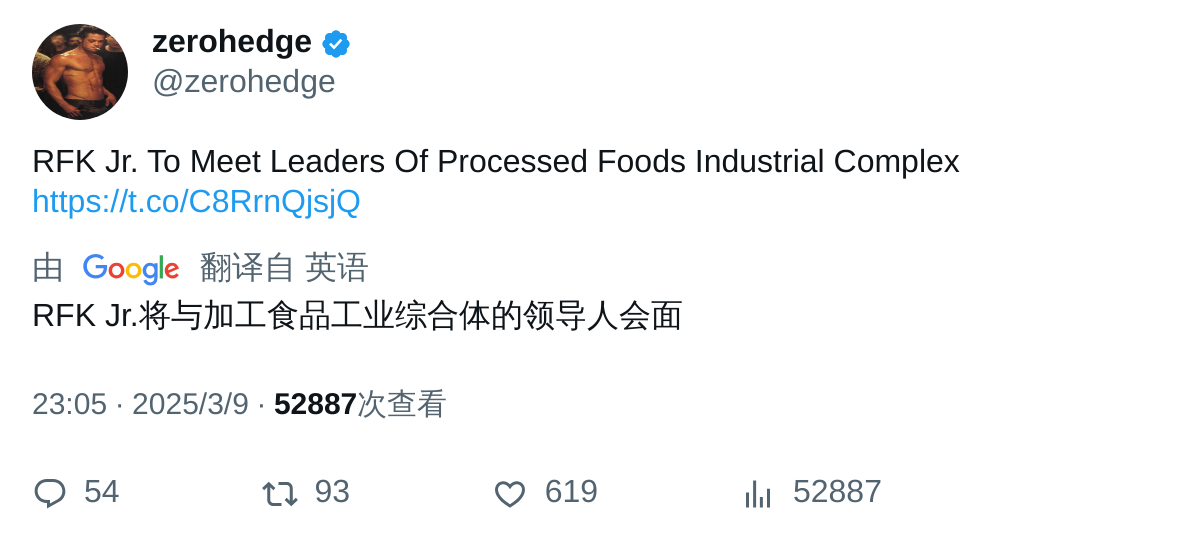 zerohedge
@zerohedge
RFK Jr. To Meet Leaders Of Processed Foods Industrial Complex
https://t.co/C8RrnQjsjQ
由 Google 翻译自 英语
RFK Jr.将与加工食品工业综合体的领导人会面
23:05 · 2025/3/9 · 52887次查看
54 93 619 52887